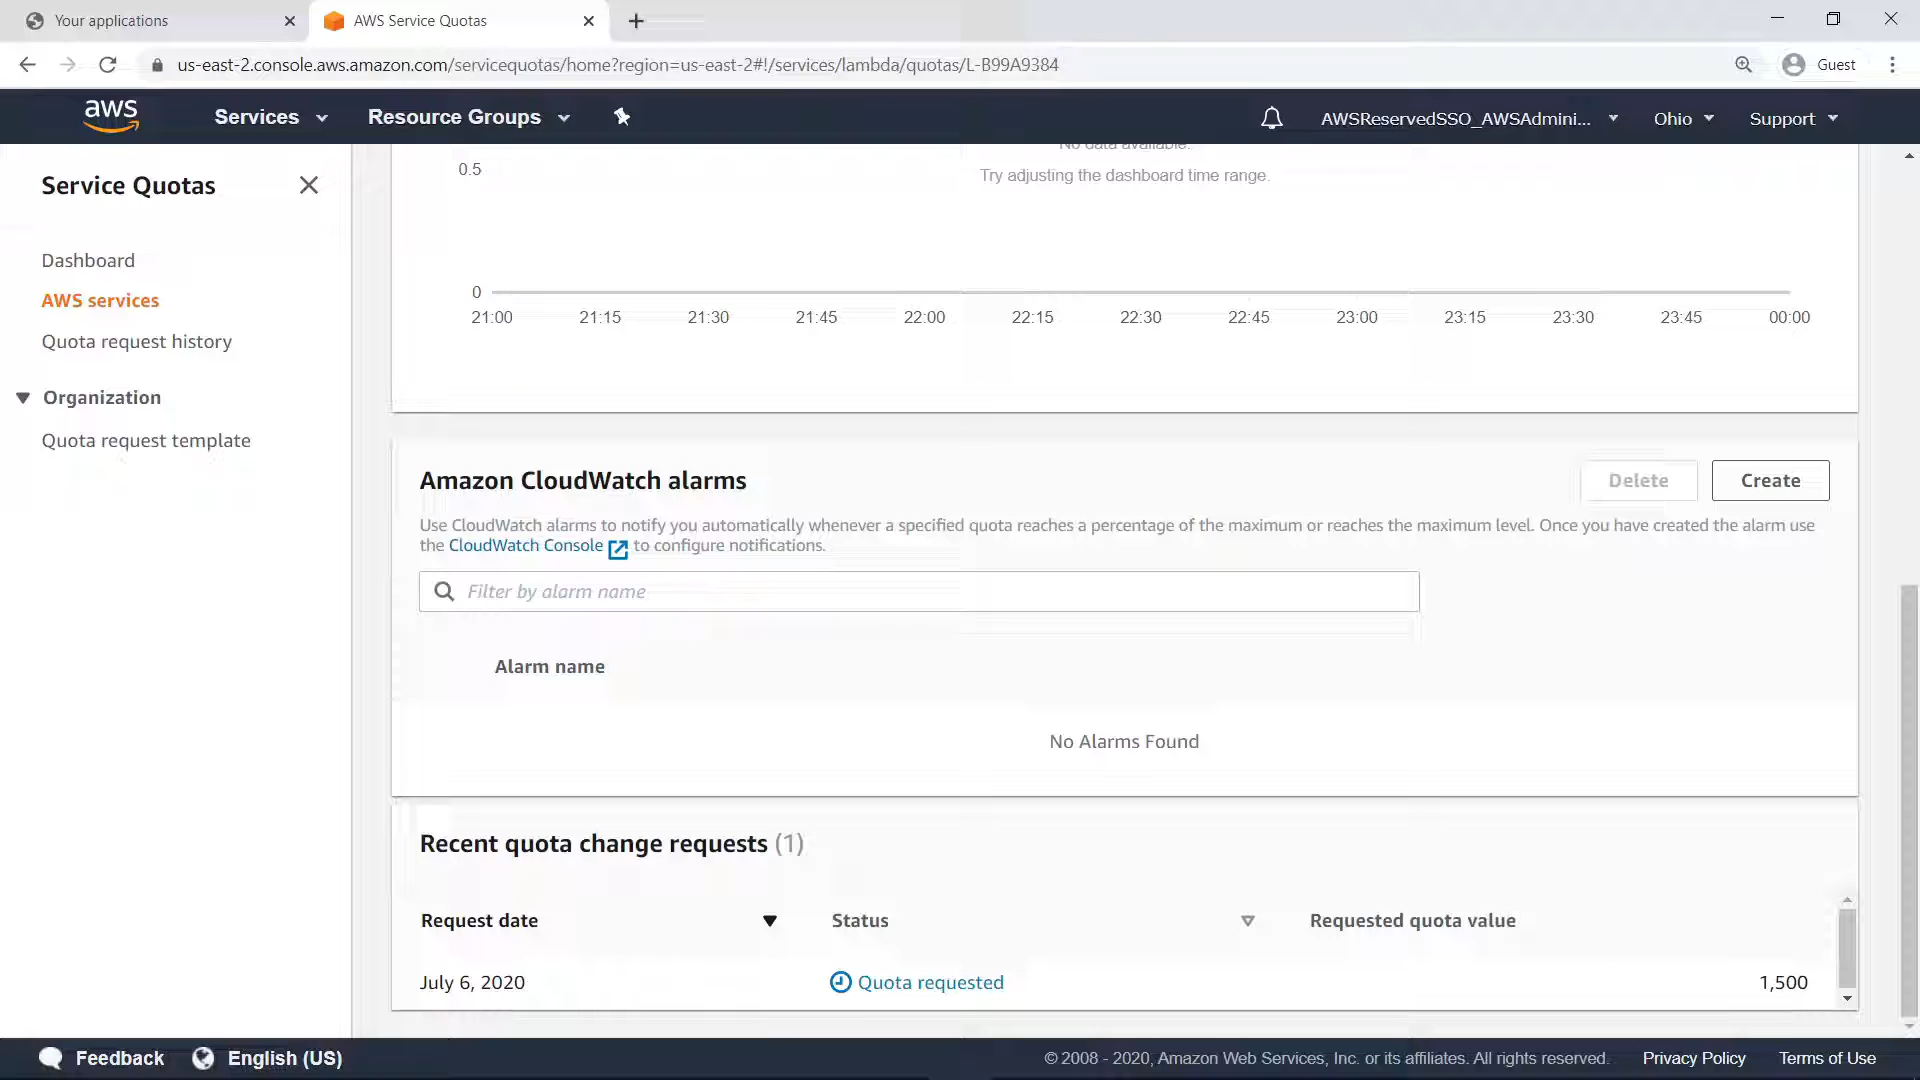 Your applications
AWS Service Quotas
us-east-2.console.aws.amazon.com/servicequotas/home?region=us-east-2#!/services/lambda/quotas/L-B99A9384
Guest
aws
Services
Resource Groups
AWSReservedSSO_AWSAdmini...
Ohio
Support
Service Quotas
Dashboard
AWS services
Quota request history
Organization
Quota request template
No data available.
0.5
Try adjusting the dashboard time range.
0
21:00 21:15 21:30 21:45 22:00 22:15 22:30 22:45 23:00 23:15 23:30 23:45 00:00
Amazon CloudWatch alarms
Delete
Create
Use CloudWatch alarms to notify you automatically whenever a specified quota reaches a percentage of the maximum or reaches the maximum level. Once you have created the alarm use
the CloudWatch Console to configure notifications.
Filter by alarm name
Alarm name
No Alarms Found
Recent quota change requests (1)
Request date Status Requested quota value
July 6, 2020 Quota requested 1,500
Feedback
English (US)
© 2008 - 2020, Amazon Web Services, Inc. or its affiliates. All rights reserved.
Privacy Policy
Terms of Use